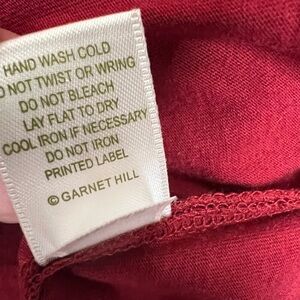 HAND WASH COLD
O NOT TWIST OR WRING
DO NOT BLEACH
LAY FLAT TO DRY
COOL IRON IF NECESSARY
DO NOT IRON
PRINTED LABEL
© GARNET HILL